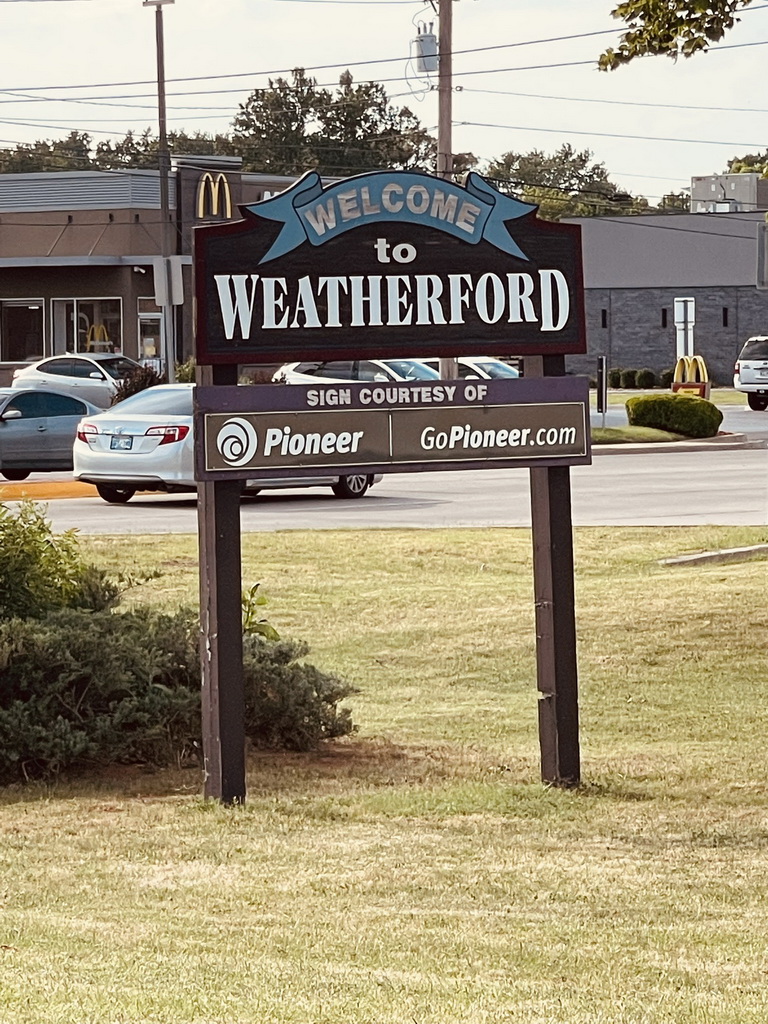 WELCOME
to
WEATHERFORD
SIGN COURTESY OF
Pioneer
GoPioneer.com